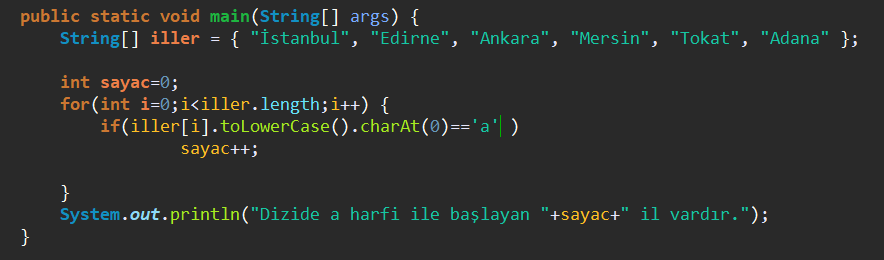 public static void main(String[] args) {
    String[] iller = { "İstanbul", "Edirne", "Ankara", "Mersin", "Tokat", "Adana" };
    int sayac=0;
    for(int i=0;i<iller.length;i++) {
        if(iller[i].toLowerCase().charAt(0)=='a' )
                sayac++;
    }
    System.out.println("Dizide a harfi ile başlayan "+sayac+" il vardır.");
}